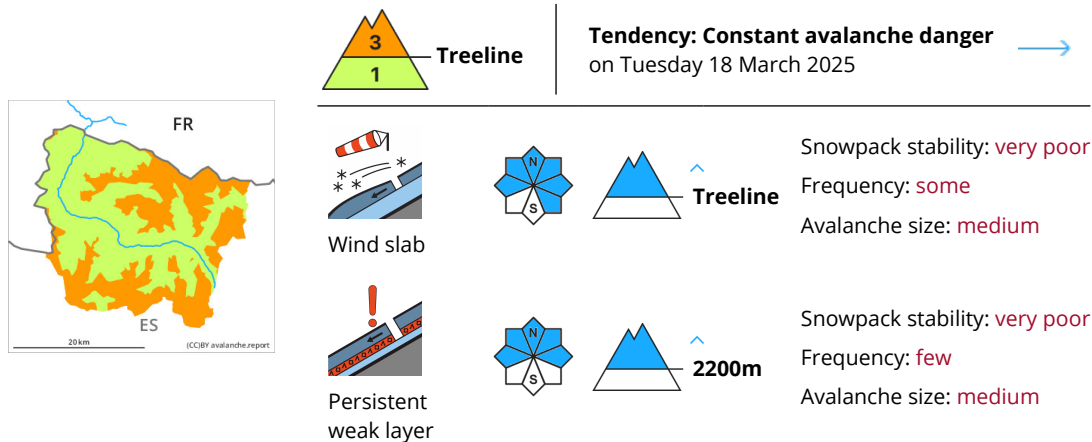 3
1
Treeline
Tendency: Constant avalanche danger
on Tuesday 18 March 2025
FR
ES
20 km
(CC)BY avalanche.report
Wind slab
N
S
Treeline
Snowpack stability: very poor
Frequency: some
Avalanche size: medium
Persistent
weak layer
N
S
2200m
Snowpack stability: very poor
Frequency: few
Avalanche size: medium